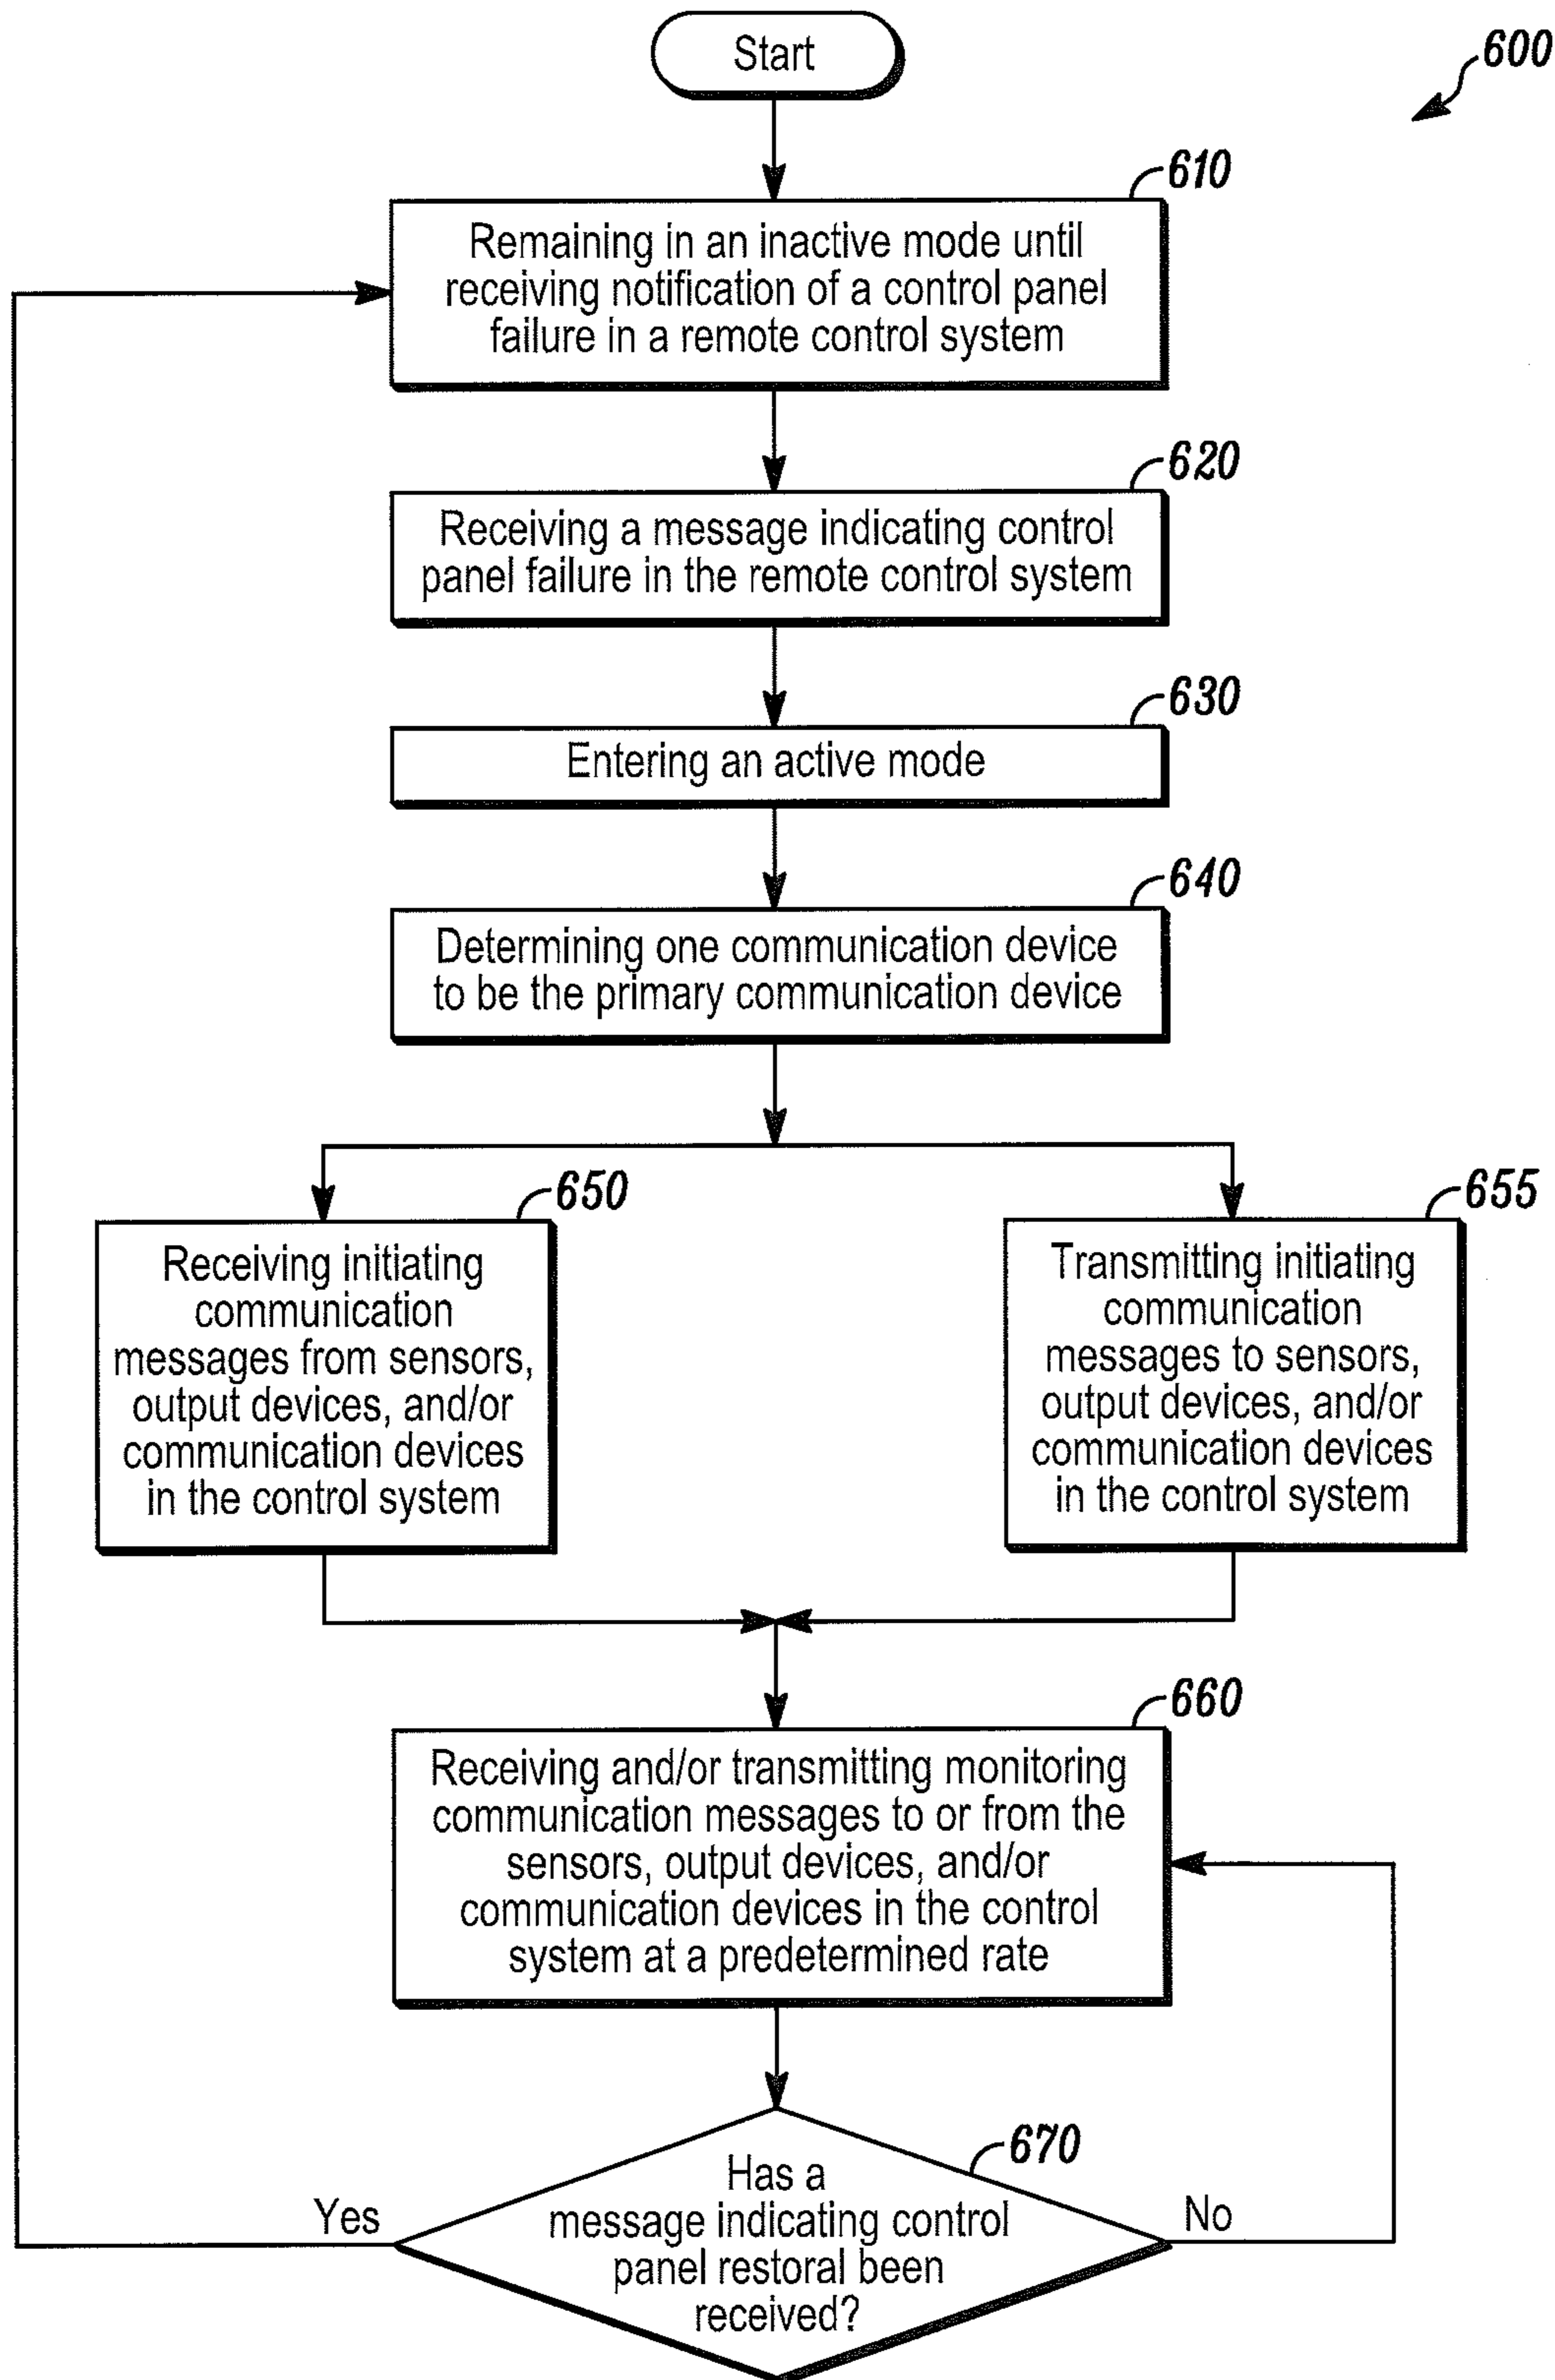 Start
600
610
Remaining in an inactive mode until
receiving notification of a control panel
failure in a remote control system
620
Receiving a message indicating control
panel failure in the remote control system
630
Entering an active mode
640
Determining one communication device
to be the primary communication device
650
Receiving initiating
communication
messages from sensors,
output devices, and/or
communication devices
in the control system
655
Transmitting initiating
communication
messages to sensors,
output devices, and/or
communication devices
in the control system
660
Receiving and/or transmitting monitoring
communication messages to or from the
sensors, output devices, and/or
communication devices in the control
system at a predetermined rate
670
Has a
message indicating control
panel restoral been
received?
Yes
No